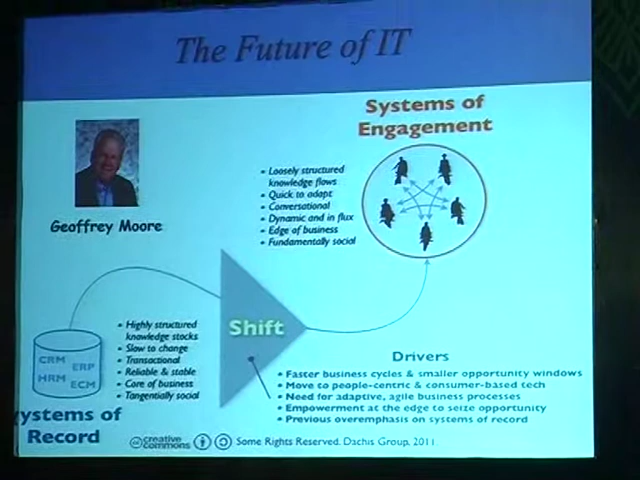 The Future of IT
Systems of
Engagement
Geoffrey Moore
• Loosely structured
knowledge flows
• Quick to adapt
• Conversational
• Dynamic and in flux
• Edge of business
• Fundamentally social
Shift
• Highly structured
knowledge stocks
• Slow to change
• Transactional
• Reliable & stable
• Core of business
• Tangentially social
CRM
ERP
HRM
ECM
ystems of
Record
Drivers
• Faster business cycles & smaller opportunity windows
• Move to people-centric & consumer-based tech
• Need for adaptive, agile business processes
• Empowerment at the edge to seize opportunity
• Previous overemphasis on systems of record
cc creative commons Some Rights Reserved. Dachis Group, 2011